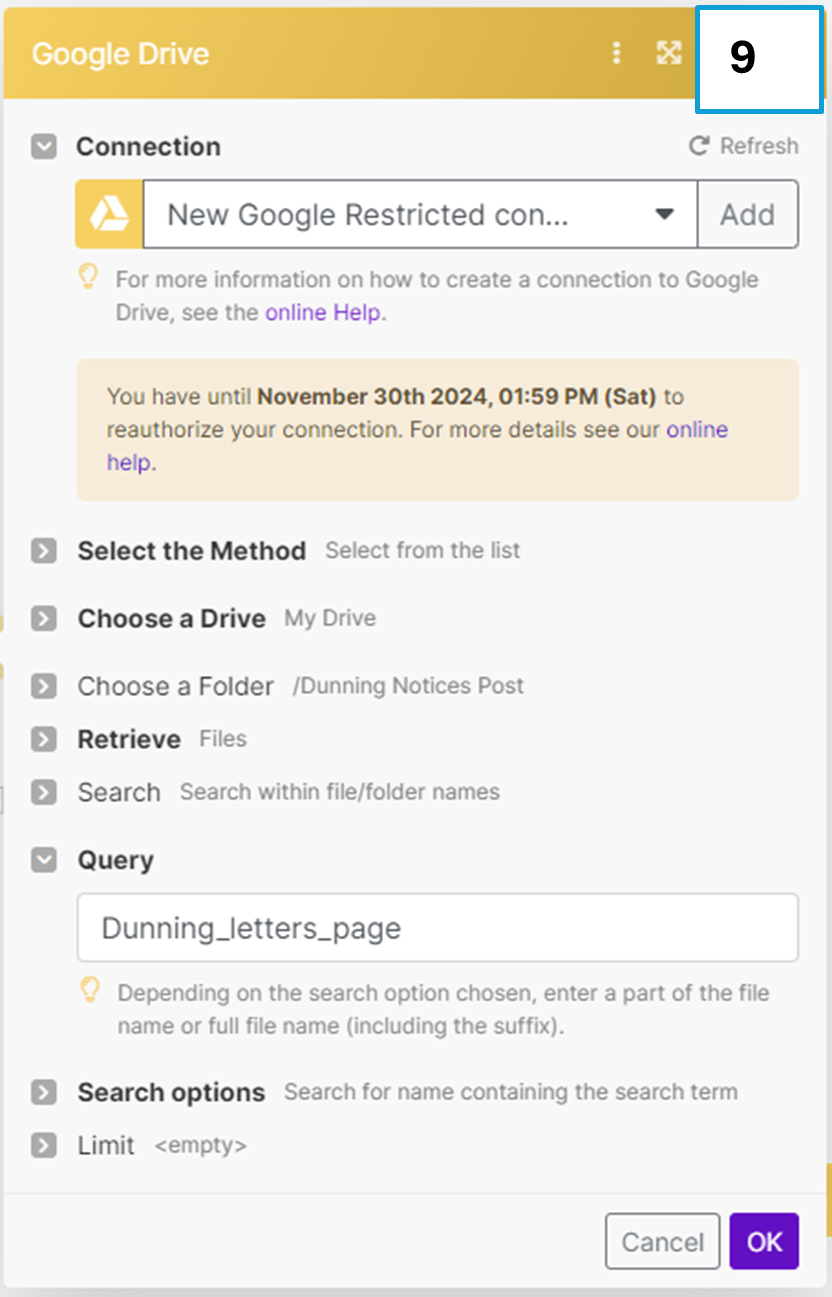 Google Drive
9
Connection
Refresh
New Google Restricted con...
Add
For more information on how to create a connection to Google
Drive, see the online Help.
You have until November 30th 2024, 01:59 PM (Sat) to
reauthorize your connection. For more details see our online
help.
Select the Method Select from the list
Choose a Drive My Drive
Choose a Folder /Dunning Notices Post
Retrieve Files
Search Search within file/folder names
Query
Dunning_letters_page
Depending on the search option chosen, enter a part of the file
name or full file name (including the suffix).
Search options Search for name containing the search term
Limit <empty>
Cancel
OK